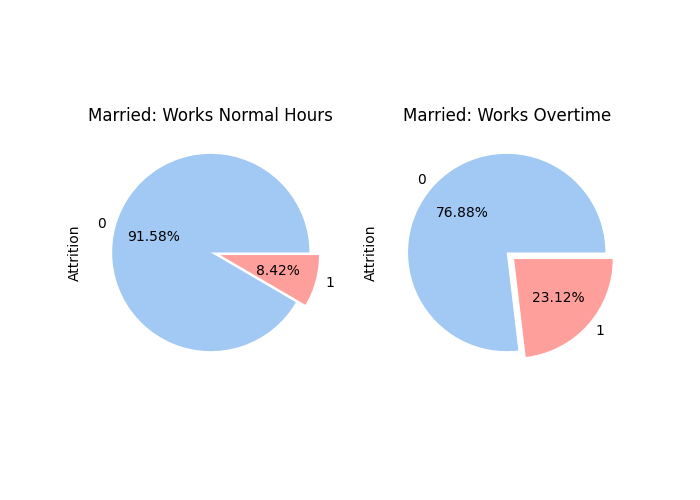 Married: Works Normal Hours
Attrition
0
91.58%
8.42%
1
Married: Works Overtime
Attrition
0
76.88%
23.12%
1